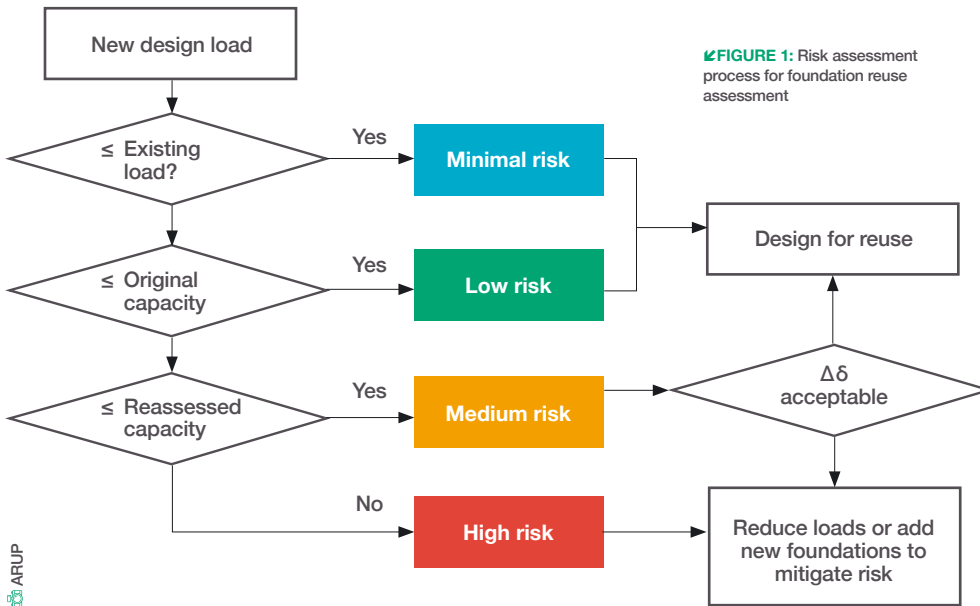 New design load
FIGURE 1: Risk assessment
process for foundation reuse
assessment
≤ Existing
load?
Yes
Minimal risk
Design for reuse
≤ Original
capacity
Yes
Low risk
≤ Reassessed
capacity
Yes
Medium risk
Δδ
acceptable
No
High risk
Reduce loads or add
new foundations to
mitigate risk
ARUP